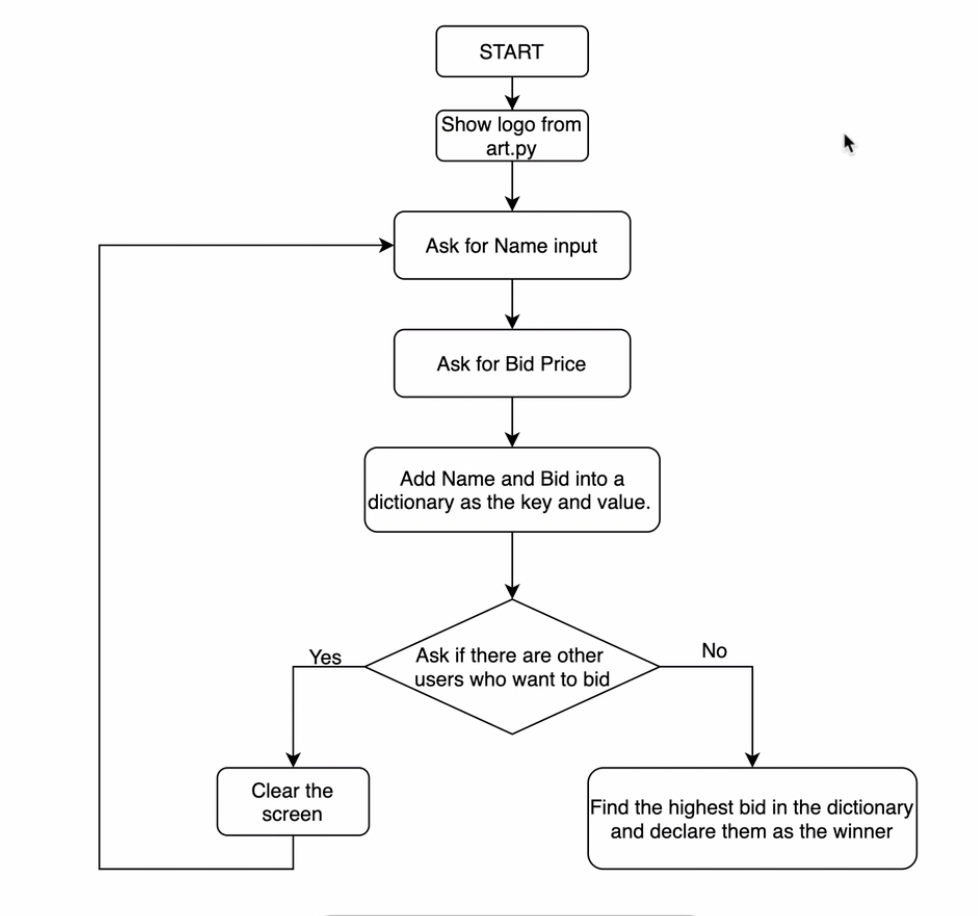 START
Show logo from
art.py
Ask for Name input
Ask for Bid Price
Add Name and Bid into a
dictionary as the key and value.
Ask if there are other
users who want to bid
Yes
No
Clear the
screen
Find the highest bid in the dictionary
and declare them as the winner